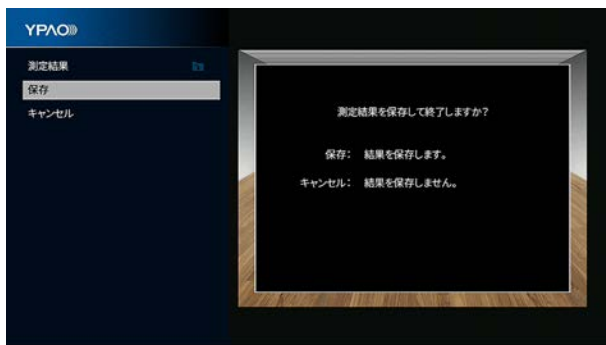 YPAO
測定結果
保存
キャンセル
測定結果を保存して終了しますか?
保存: 結果を保存します。
キャンセル: 結果を保存しません。